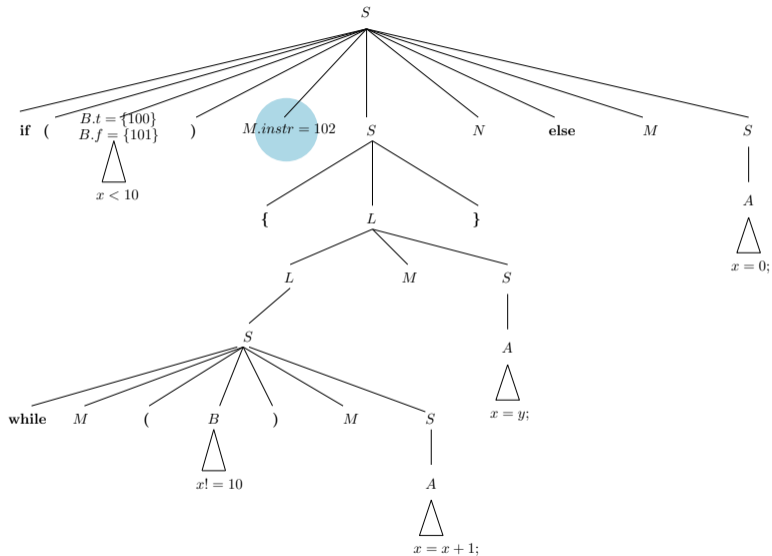 S
if ( B.t = {100} ) M.instr = 102 S N else M S
B.f = {101}
x < 10
{ L } A
x = 0;
L M S
S A
x = y;
while M ( B ) M S
x! = 10 A
x = x + 1;